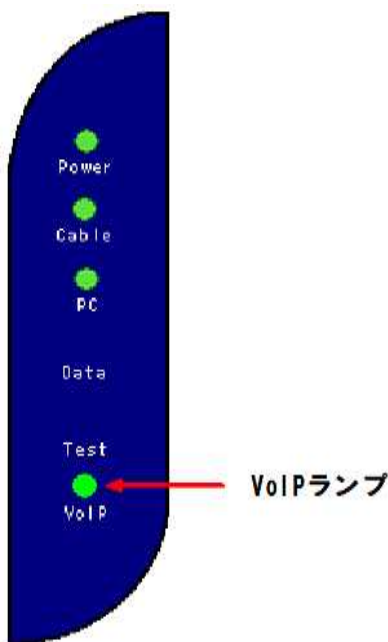 Power
Cable
PC
Data
Test
VoIP
VoIPランプ